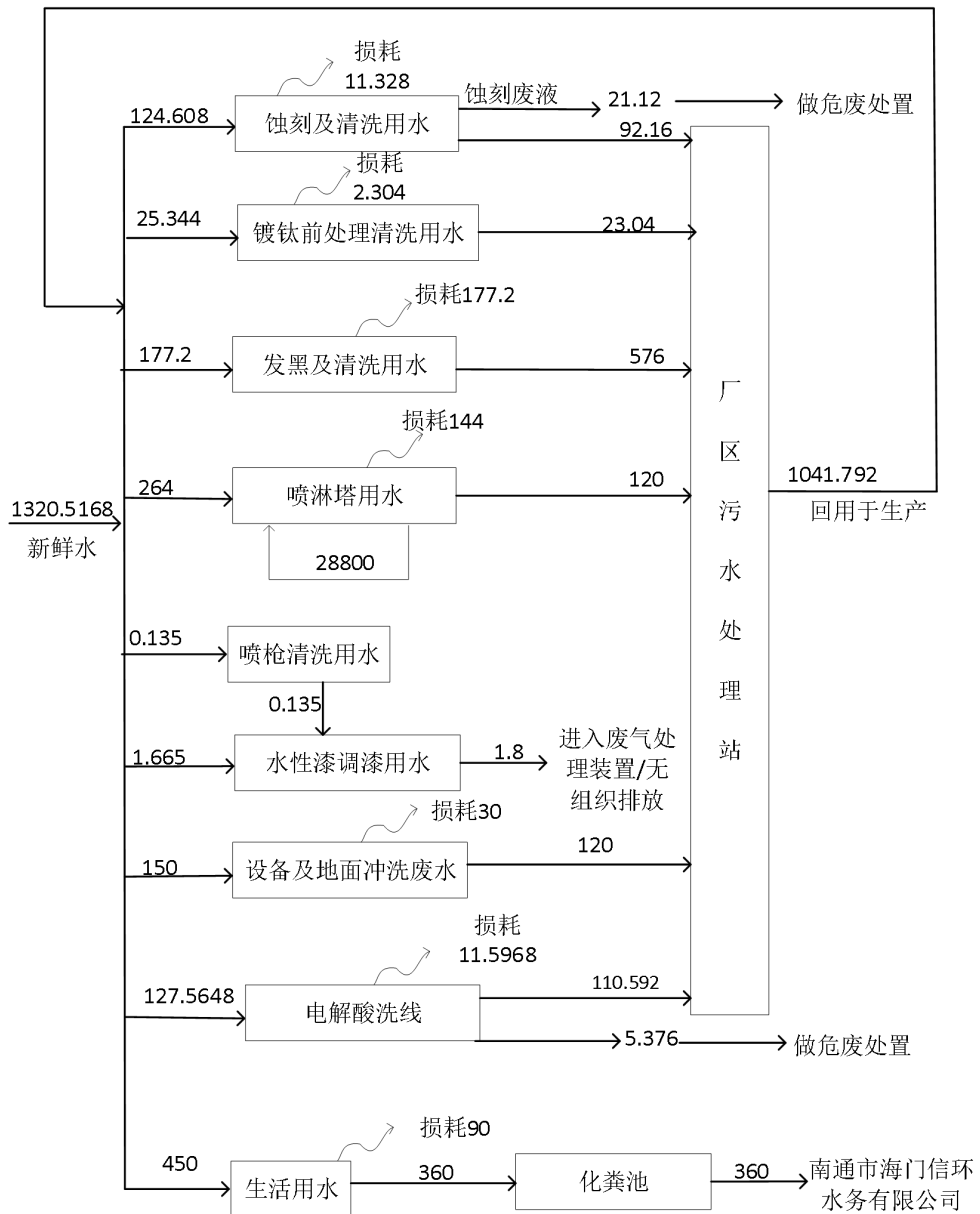 损耗
11.328
蚀刻废液
21.12
做危废处置
124.608
蚀刻及清洗用水
92.16
损耗
2.304
25.344
镀钛前处理清洗用水
23.04
损耗177.2
177.2
发黑及清洗用水
576
损耗144
264
喷淋塔用水
120
28800
1320.5168
新鲜水
厂区污水处理站
1041.792
回用于生产
0.135
喷枪清洗用水
0.135
1.665
水性漆调漆用水
1.8
进入废气处
理装置/无
组织排放
损耗30
150
设备及地面冲洗废水
120
损耗
11.5968
127.5648
电解酸洗线
110.592
5.376
做危废处置
损耗90
450
生活用水
360
化粪池
360
南通市海门信环
水务有限公司